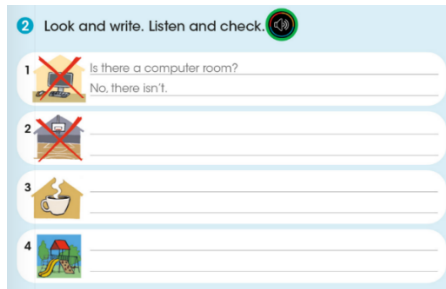 2 Look and write. Listen and check.
1 Is there a computer room?
No, there isn't.
2
3
4